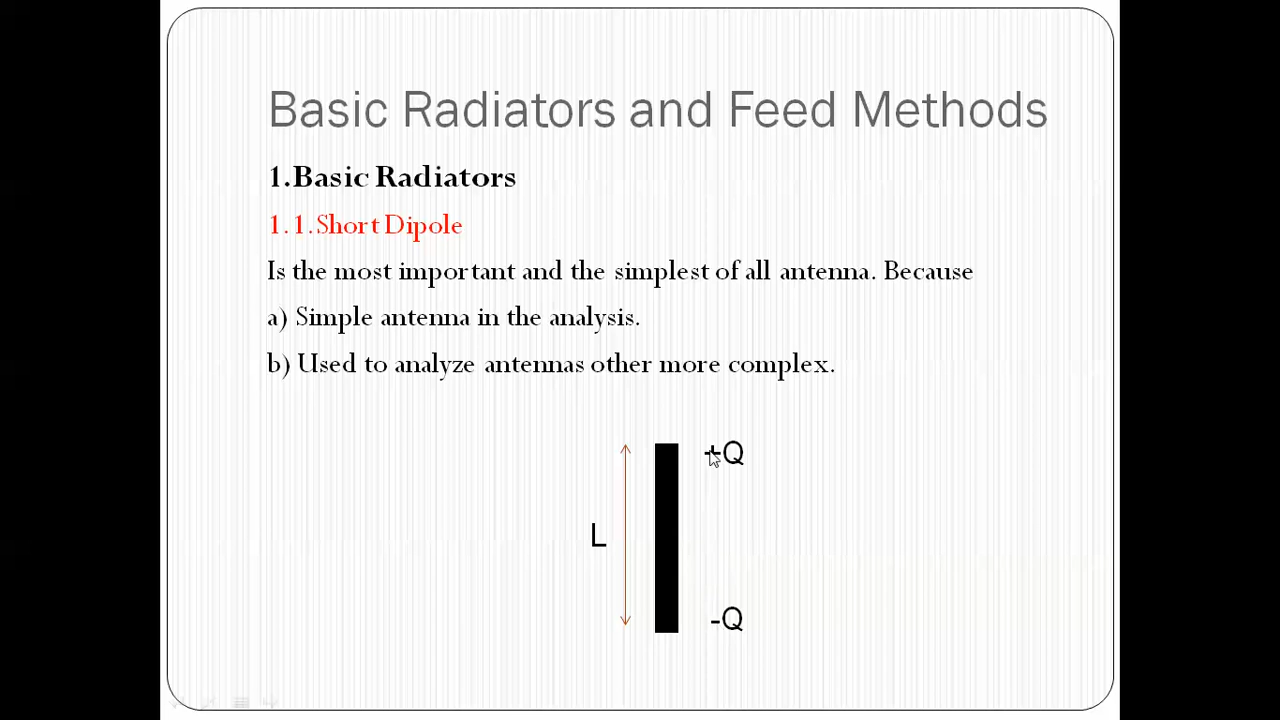 Basic Radiators and Feed Methods
1.Basic Radiators
1.1.Short Dipole
Is the most important and the simplest of all antenna. Because
a) Simple antenna in the analysis.
b) Used to analyze antennas other more complex.
+Q
L
-Q